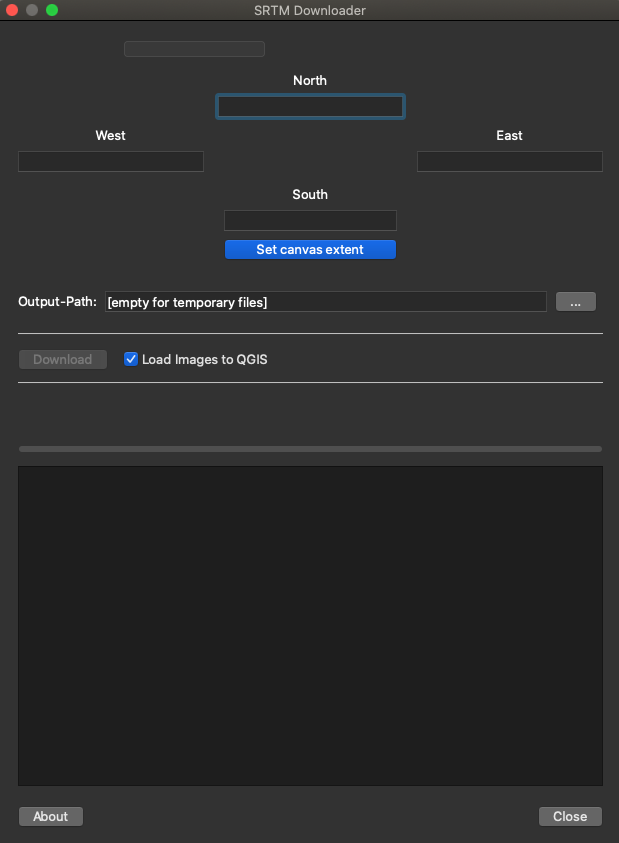 SRTM Downloader
North
West
East
South
Set canvas extent
Output-Path: [empty for temporary files] ...
Download Load Images to QGIS
About Close